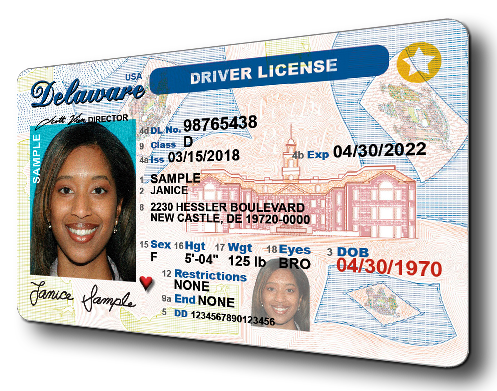 USA
Delaware
DRIVER LICENSE
DIRECTOR
SAMPLE
4d DL No. 98765438
9 Class D
4a Iss 03/15/2018 4b Exp 04/30/2022
1 SAMPLE
2 JANICE
8 2230 HESSLER BOULEVARD
NEW CASTLE, DE 19720-0000
15 Sex 16 Hgt 17 Wgt 18 Eyes 3 DOB
F 5'-04" 125 lb BRO 04/30/1970
12 Restrictions
NONE
9a End NONE
5 DD 1234567890123456
Janice Sample